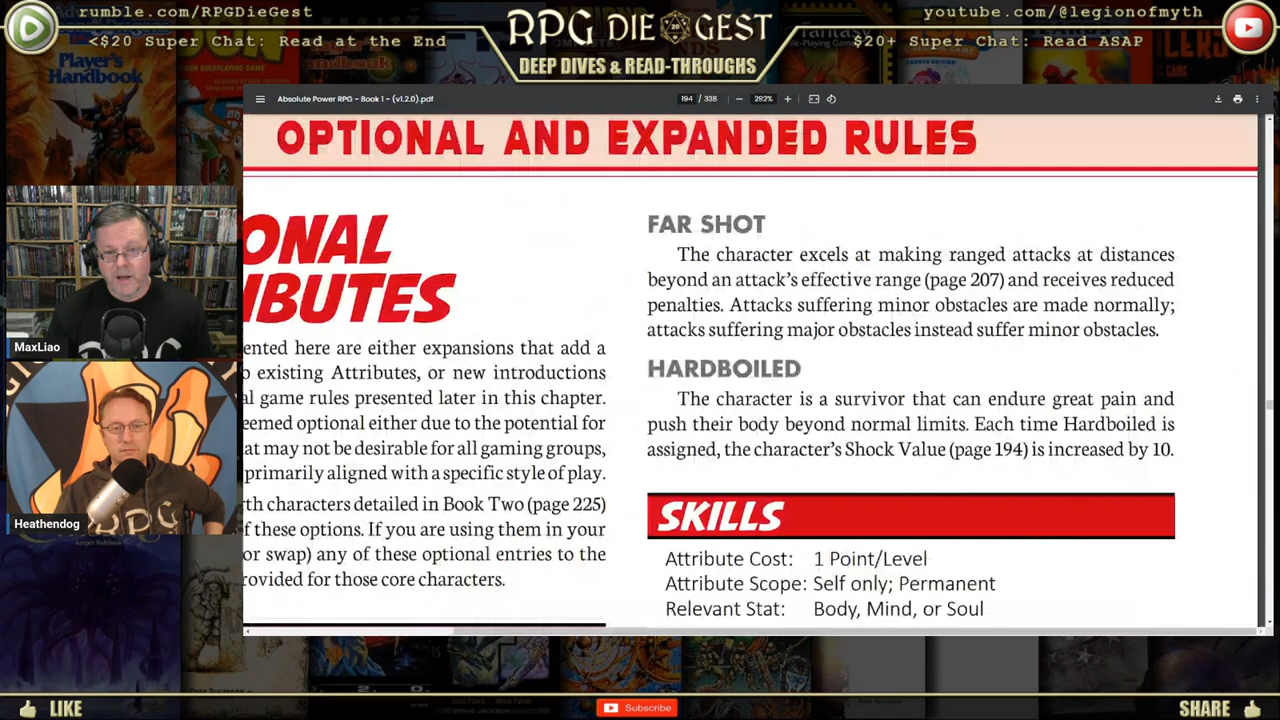 rumble.com/RPGDieGest
<$20 Super Chat: Read at the End
RPG DIE GEST
DEEP DIVES & READ-THROUGHS
youtube.com/@legionofmyth
$20+ Super Chat: Read ASAP
Player's
Handbook
Absolute Power RPG - Book 1 - (v1.2.0).pdf
194 / 338
292%
OPTIONAL AND EXPANDED RULES
ONAL
IBUTES
ented here are either expansions that add a
o existing Attributes, or new introductions
al game rules presented later in this chapter.
eemed optional either due to the potential for
at may not be desirable for all gaming groups,
primarily aligned with a specific style of play.
th characters detailed in Book Two (page 225)
f these options. If you are using them in your
or swap) any of these optional entries to the
rovided for those core characters.
FAR SHOT
The character excels at making ranged attacks at distances
beyond an attack's effective range (page 207) and receives reduced
penalties. Attacks suffering minor obstacles are made normally;
attacks suffering major obstacles instead suffer minor obstacles.
HARDBOILED
The character is a survivor that can endure great pain and
push their body beyond normal limits. Each time Hardboiled is
assigned, the character's Shock Value (page 194) is increased by 10.
SKILLS
Attribute Cost: 1 Point/Level
Attribute Scope: Self only; Permanent
Relevant Stat: Body, Mind, or Soul
MaxLiao
Heathendog
LIKE
Subscribe
SHARE